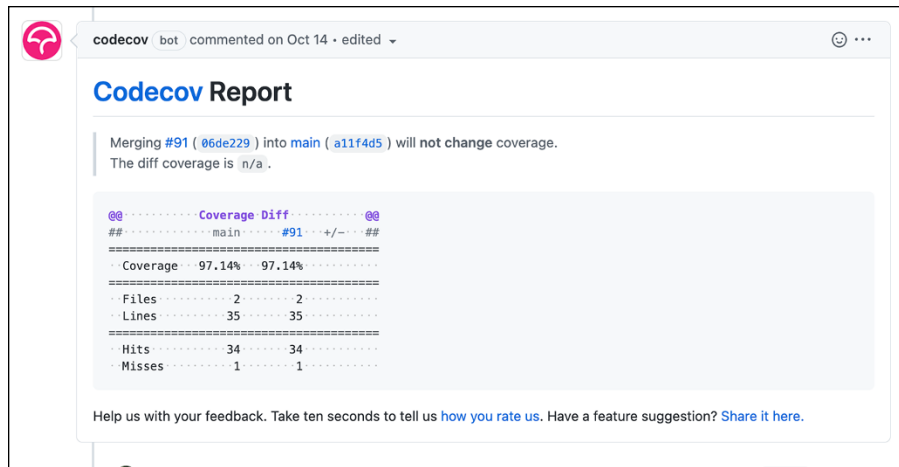 codecov bot commented on Oct 14 • edited
Codecov Report
Merging #91 ( 06de229 ) into main ( a11f4d5 ) will not change coverage.
The diff coverage is n/a .
@@ Coverage Diff @@
## main #91 +/- ##
=======================================
Coverage 97.14% 97.14%
=======================================
Files 2 2
Lines 35 35
=======================================
Hits 34 34
Misses 1 1
Help us with your feedback. Take ten seconds to tell us how you rate us. Have a feature suggestion? Share it here.